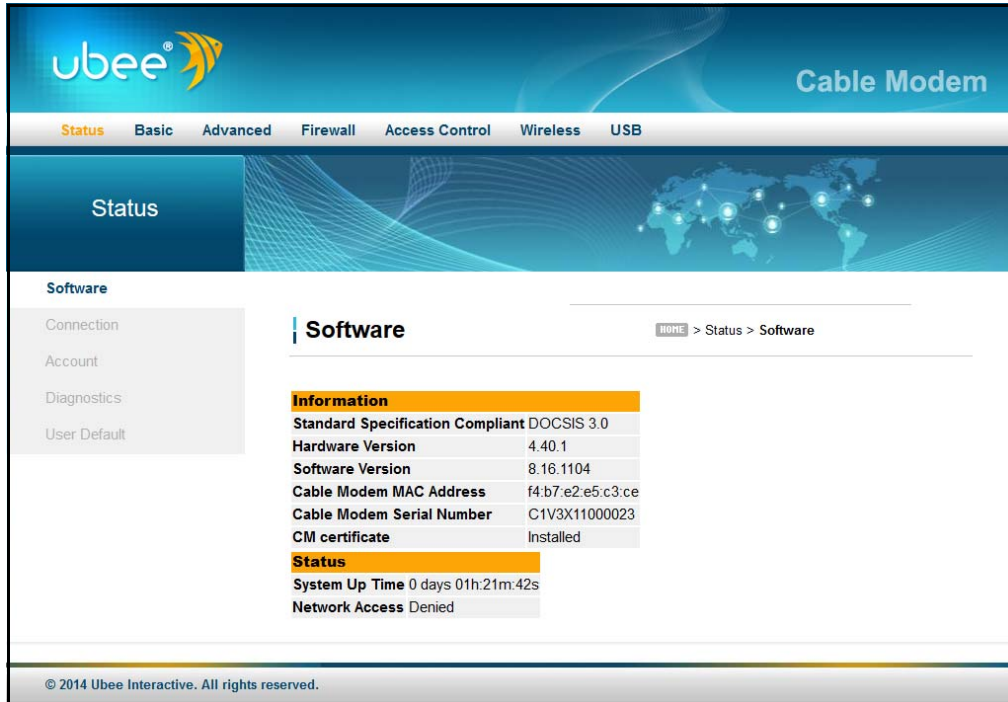 ubee®
Cable Modem
Status Basic Advanced Firewall Access Control Wireless USB
Status
Software
Connection
Account
Diagnostics
User Default
Software
HOME > Status > Software
Information
Standard Specification Compliant DOCSIS 3.0
Hardware Version 4.40.1
Software Version 8.16.1104
Cable Modem MAC Address f4:b7:e2:e5:c3:ce
Cable Modem Serial Number C1V3X11000023
CM certificate Installed
Status
System Up Time 0 days 01h:21m:42s
Network Access Denied
© 2014 Ubee Interactive. All rights reserved.